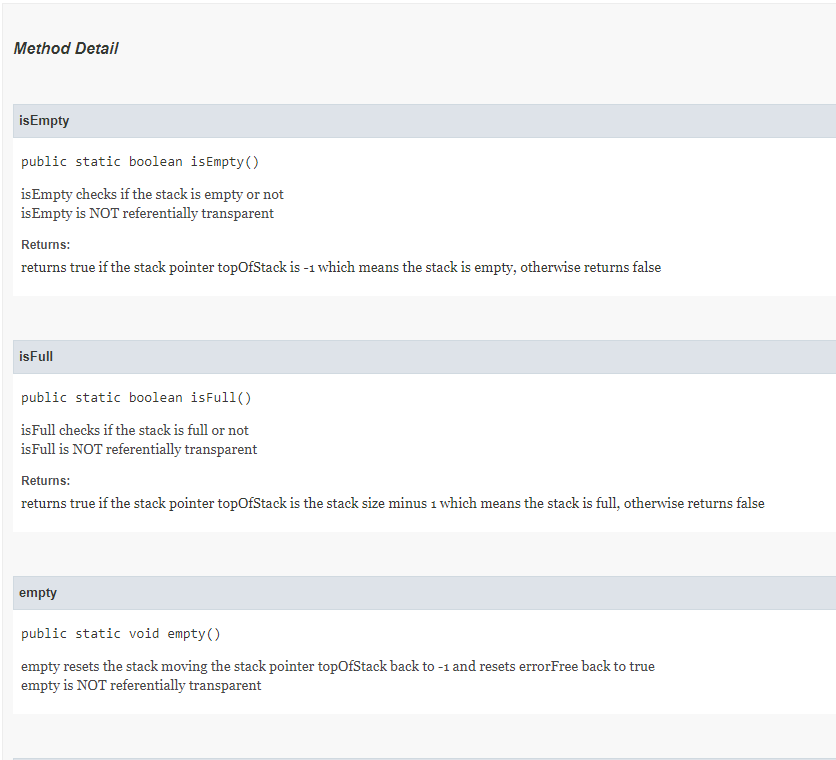 Method Detail
isEmpty
public static boolean isEmpty()
isEmpty checks if the stack is empty or not
isEmpty is NOT referentially transparent
Returns:
returns true if the stack pointer topOfStack is -1 which means the stack is empty, otherwise returns false
isFull
public static boolean isFull()
isFull checks if the stack is full or not
isFull is NOT referentially transparent
Returns:
returns true if the stack pointer topOfStack is the stack size minus 1 which means the stack is full, otherwise returns false
empty
public static void empty()
empty resets the stack moving the stack pointer topOfStack back to -1 and resets errorFree back to true
empty is NOT referentially transparent